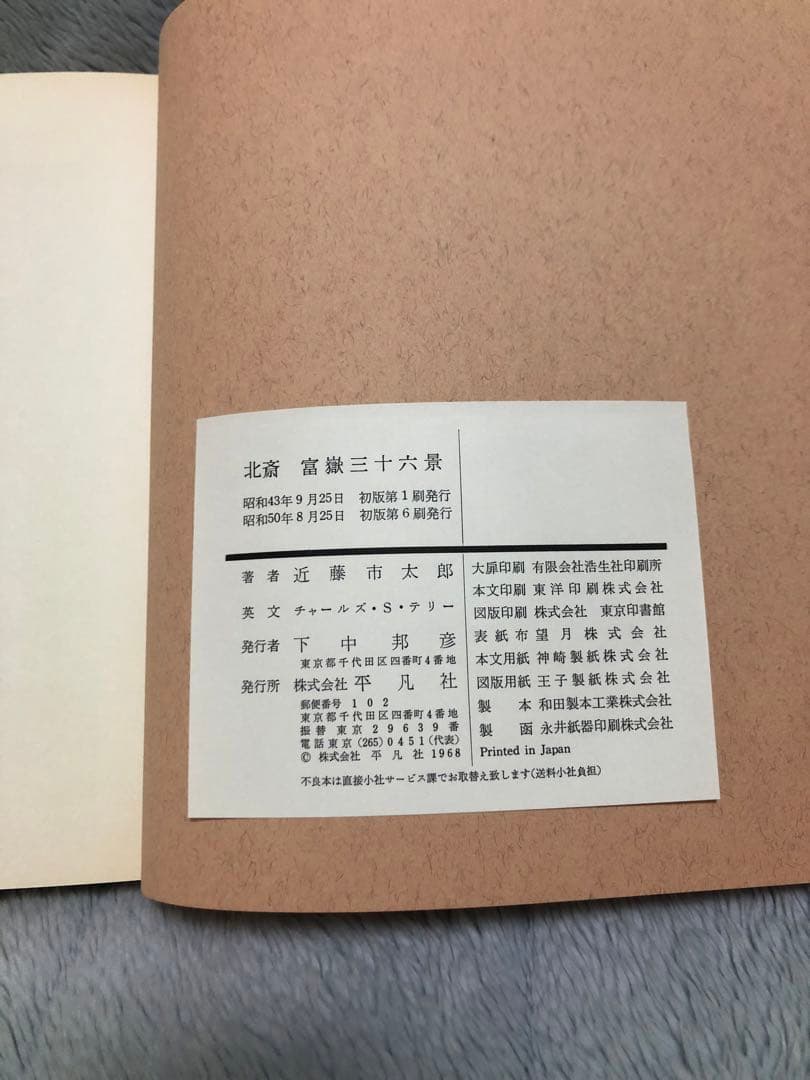 北斎　富嶽三十六景
昭和43年9月25日　初版第1刷発行
昭和50年8月25日　初版第6刷発行
著者　近藤市太郎
英文　チャールズ・S・テリー
発行者　下中邦彦
東京都千代田区四番町4番地
発行所　株式会社平凡社
郵便番号 102
東京都千代田区四番町4番地
振替東京29639番
電話東京(265)0451(代表)
© 株式会社 平凡社1968
大扉印刷　有限会社浩生社印刷所
本文印刷　東洋印刷株式会社
図版印刷　株式会社　東京印書館
表紙布　望月株式会社
本文用紙　神崎製紙株式会社
図版用紙　王子製紙株式会社
製本　和田製本工業株式会社
製函　永井紙器印刷株式会社
Printed in Japan
不良本は直接小社サービス課でお取替え致します(送料小社負担)